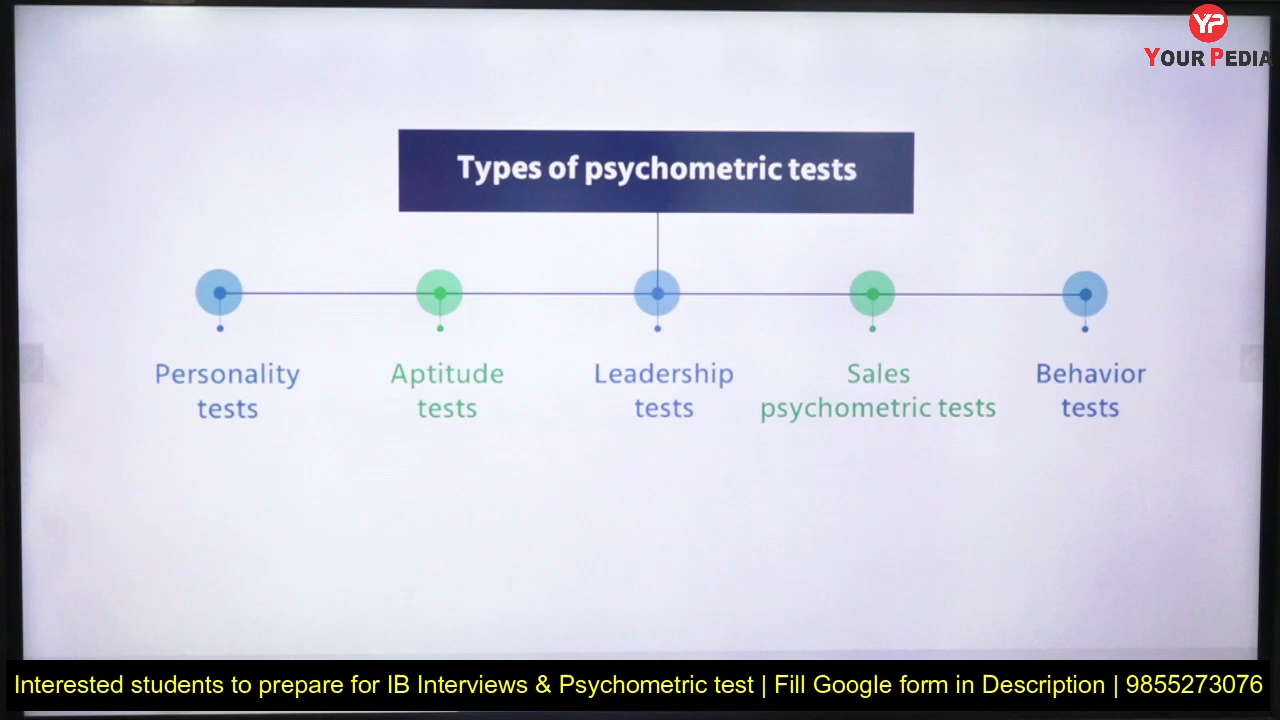 YP
YOUR PEDIA
Types of psychometric tests
Personality
tests
Aptitude
tests
Leadership
tests
Sales
psychometric tests
Behavior
tests
Interested students to prepare for IB Interviews & Psychometric test | Fill Google form in Description | 9855273076